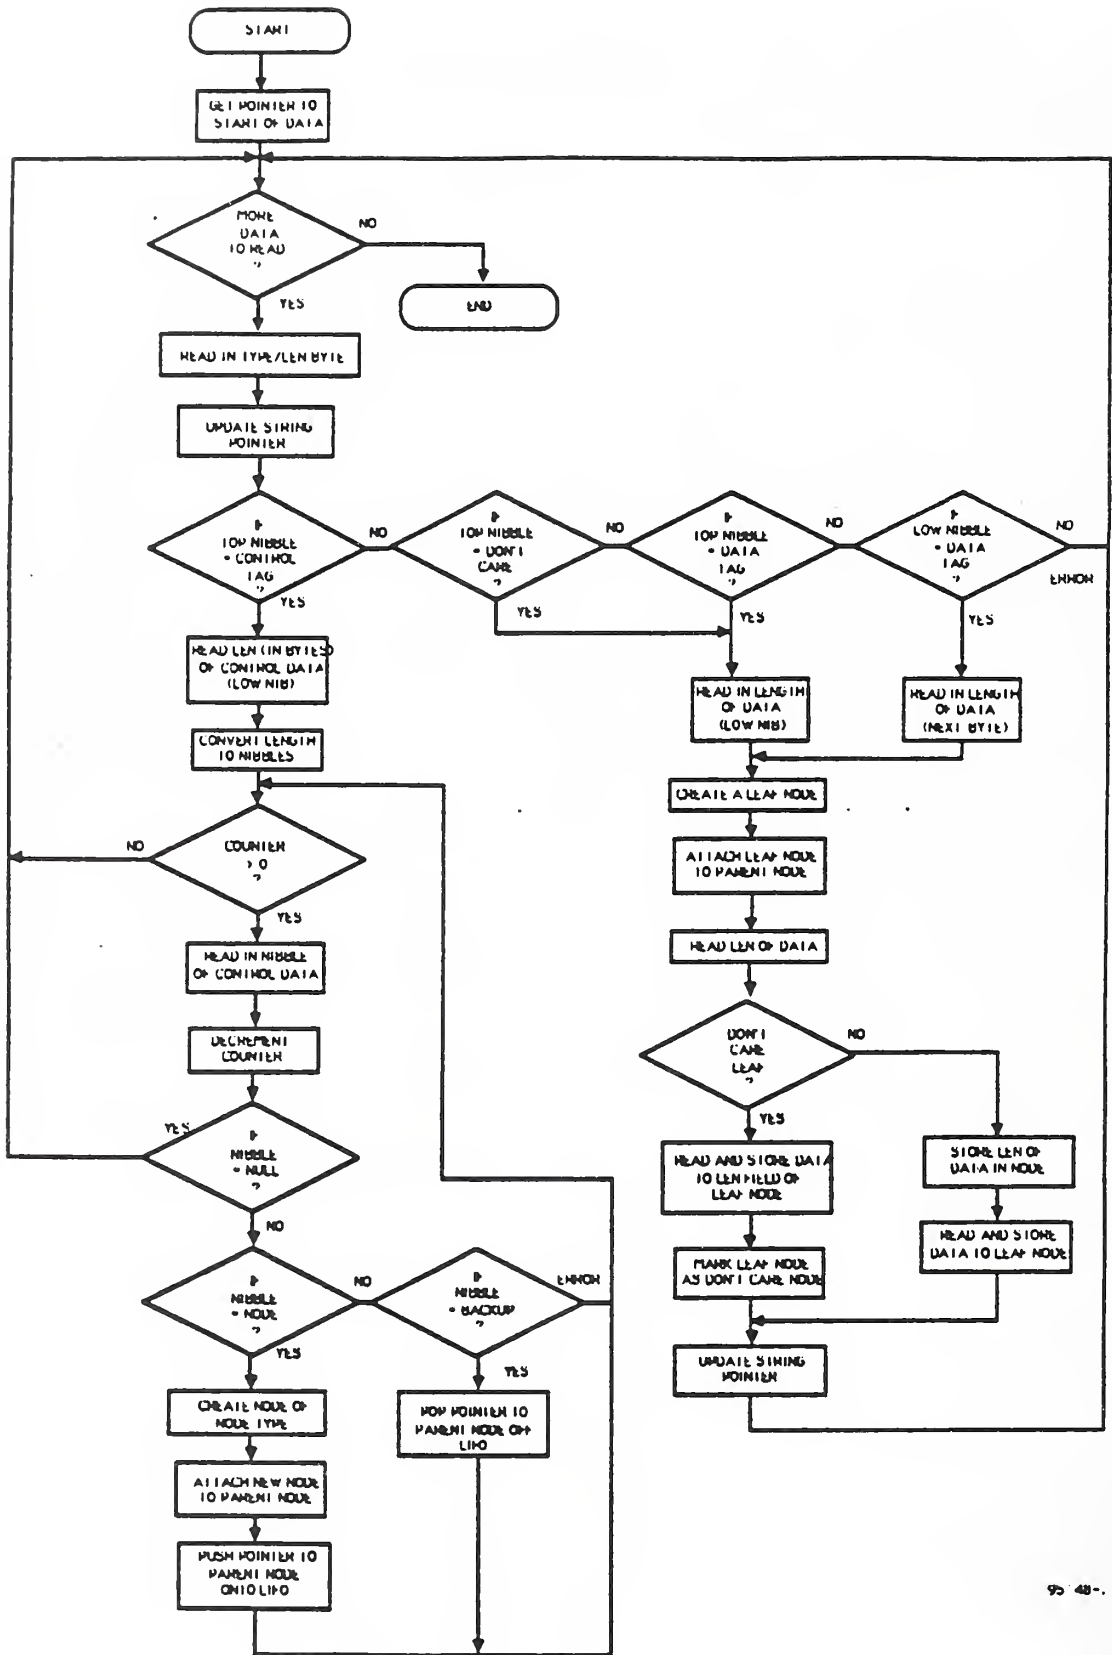 START
GET POINTER TO
START OF DATA
MORE
DATA
TO READ
?
NO
END
YES
READ IN TYPE/LEN BYTE
UPDATE STRING
POINTER
IF
TOP NIBBLE
= CONTROL
TAG
?
NO
YES
IF
TOP NIBBLE
= DON'T
CARE
?
NO
YES
IF
TOP NIBBLE
= DATA
TAG
?
NO
YES
IF
LOW NIBBLE
= DATA
TAG
?
NO
ERROR
YES
READ LEN (IN BYTES)
OF CONTROL DATA
(LOW NIB)
CONVERT LENGTH
TO NIBBLES
READ IN LENGTH
OF DATA
(LOW NIB)
READ IN LENGTH
OF DATA
(NEXT BYTE)
CREATE A LEAF NODE
ATTACH LEAF NODE
TO PARENT NODE
READ LEN OF DATA
COUNTER
> 0
?
NO
YES
READ IN NIBBLE
OF CONTROL DATA
DECREMENT
COUNTER
IF
NIBBLE
= NULL
?
YES
NO
IF
NIBBLE
= NODE
?
NO
YES
IF
NIBBLE
= BACKUP
?
ERROR
YES
CREATE NODE OF
NODE TYPE
ATTACH NEW NODE
TO PARENT NODE
PUSH POINTER TO
PARENT NODE
ONTO LIFO
POP POINTER TO
PARENT NODE OFF
LIFO
DON'T
CARE
LEAF
?
NO
YES
READ AND STORE DATA
TO LEN FIELD OF
LEAF NODE
MARK LEAF NODE
AS DON'T CARE NODE
STORE LEN OF
DATA IN NODE
READ AND STORE
DATA TO LEAF NODE
UPDATE STRING
POINTER